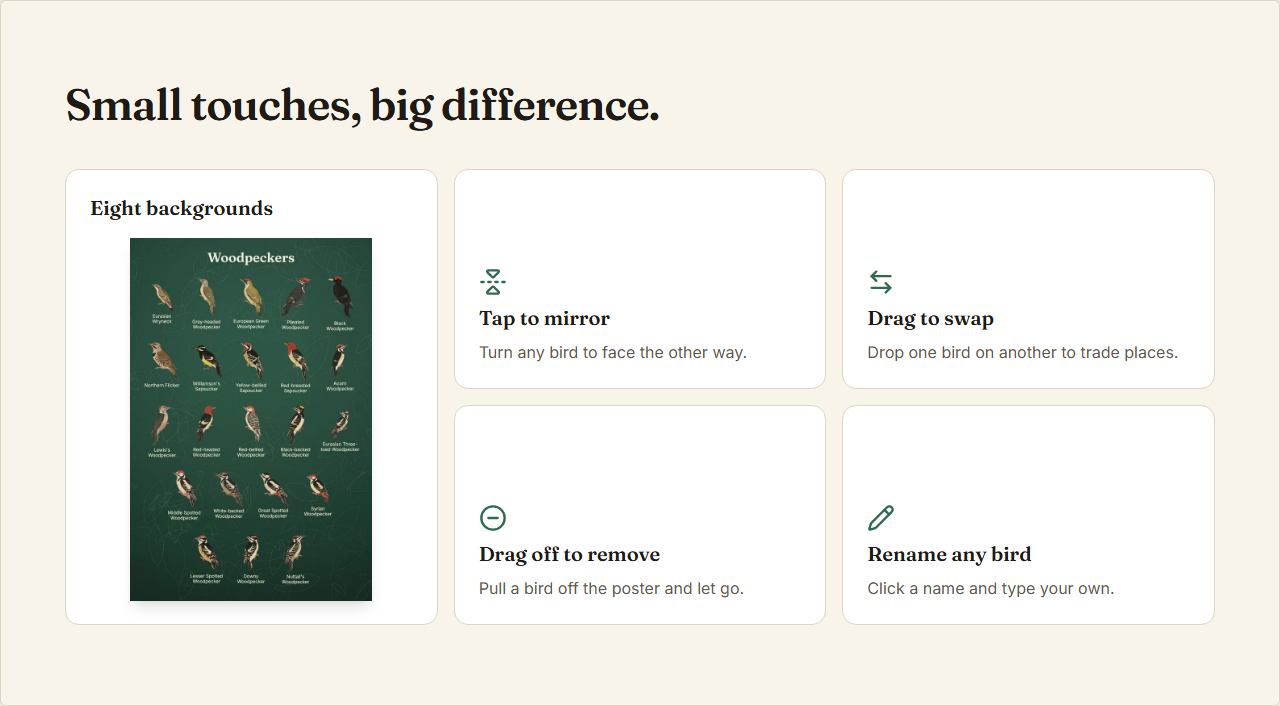 Small touches, big difference.
Eight backgrounds
Woodpeckers
Eurasian
Wryneck
Grey-headed
Woodpecker
European Green
Woodpecker
Pileated
Woodpecker
Black
Woodpecker
Northern Flicker
Williamson's
Sapsucker
Yellow-bellied
Sapsucker
Red-breasted
Sapsucker
Acorn
Woodpecker
Lewis's
Woodpecker
Red-headed
Woodpecker
Red-bellied
Woodpecker
Black-backed
Woodpecker
Eurasian Three-
toed Woodpecker
Middle Spotted
Woodpecker
White-backed
Woodpecker
Great Spotted
Woodpecker
Syrian
Woodpecker
Lesser Spotted
Woodpecker
Downy
Woodpecker
Nuttall's
Woodpecker
Tap to mirror
Turn any bird to face the other way.
Drag to swap
Drop one bird on another to trade places.
Drag off to remove
Pull a bird off the poster and let go.
Rename any bird
Click a name and type your own.